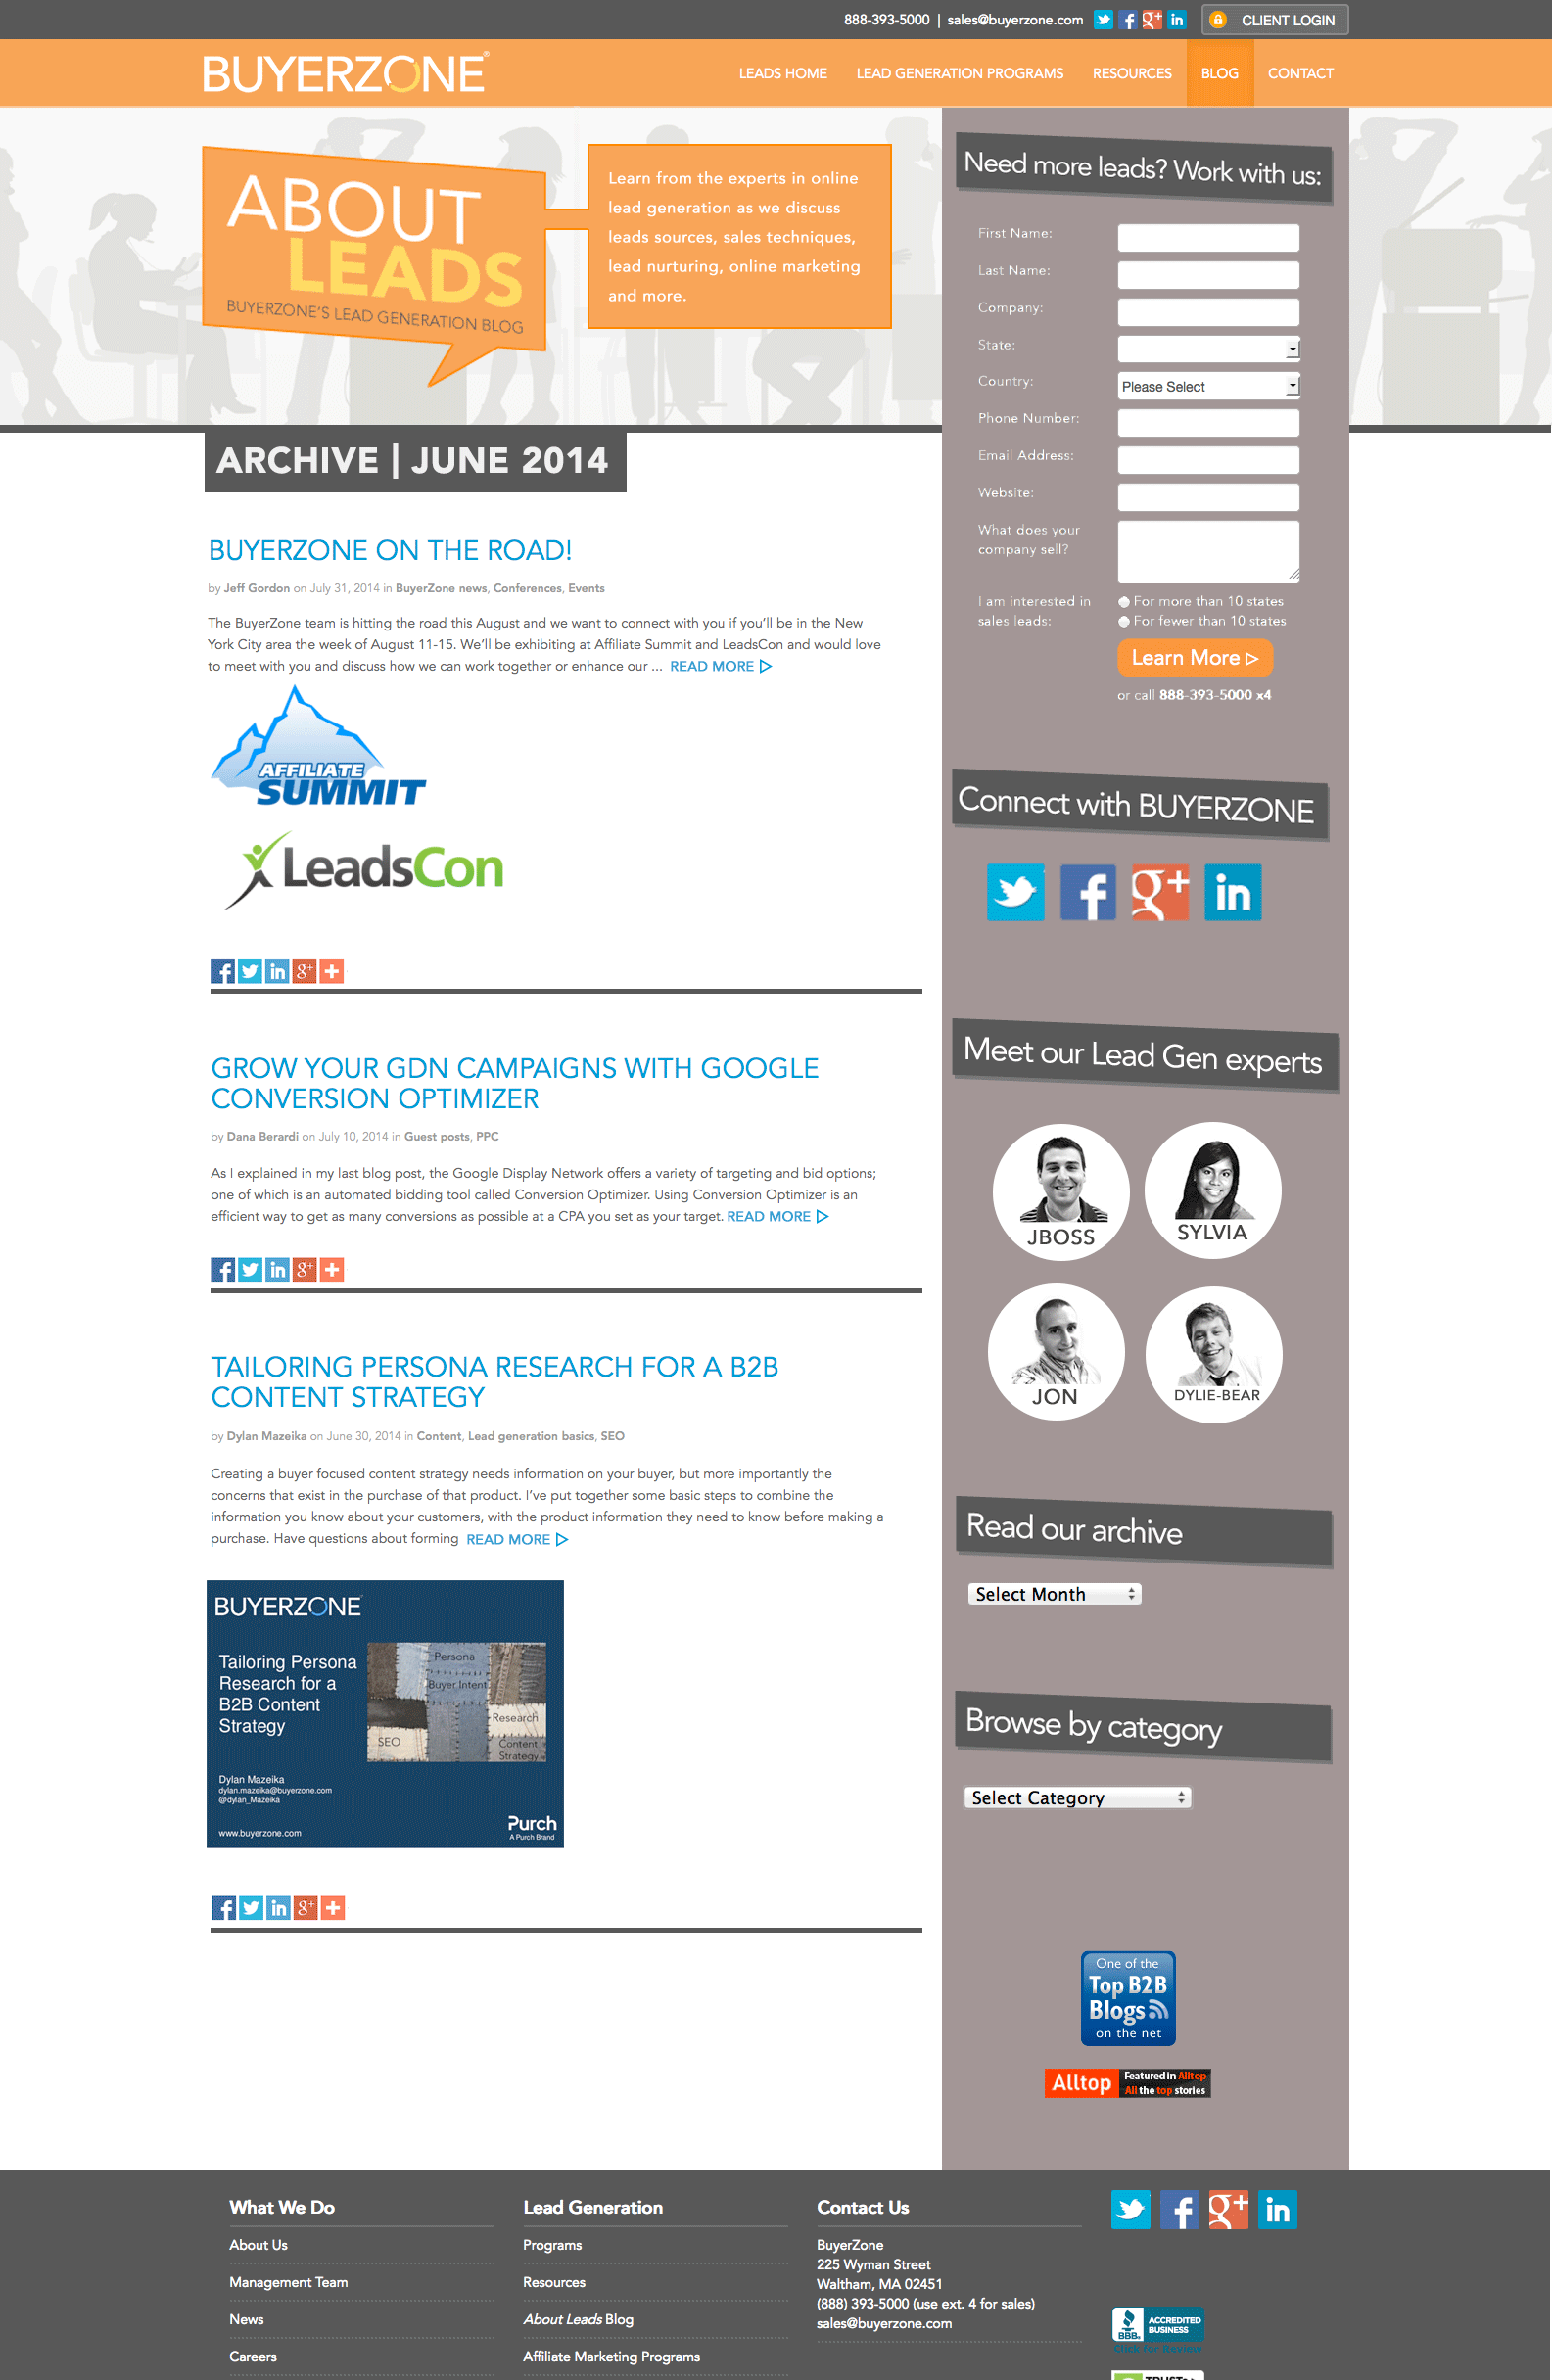 888-393-5000 | sales@buyerzone.com
CLIENT LOGIN
BUYERZONE®
LEADS HOME
LEAD GENERATION PROGRAMS
RESOURCES
BLOG
CONTACT
ABOUT
LEADS
BUYERZONE'S LEAD GENERATION BLOG
Learn from the experts in online
lead generation as we discuss
leads sources, sales techniques,
lead nurturing, online marketing
and more.
ARCHIVE | JUNE 2014
BUYERZONE ON THE ROAD!
by Jeff Gordon on July 31, 2014 in BuyerZone news, Conferences, Events
The BuyerZone team is hitting the road this August and we want to connect with you if you'll be in the New
York City area the week of August 11-15. We'll be exhibiting at Affiliate Summit and LeadsCon and would love
to meet with you and discuss how we can work together or enhance our ... READ MORE
AFFILIATE
SUMMIT
LeadsCon
GROW YOUR GDN CAMPAIGNS WITH GOOGLE
CONVERSION OPTIMIZER
by Dana Berardi on July 10, 2014 in Guest posts, PPC
As I explained in my last blog post, the Google Display Network offers a variety of targeting and bid options;
one of which is an automated bidding tool called Conversion Optimizer. Using Conversion Optimizer is an
efficient way to get as many conversions as possible at a CPA you set as your target. READ MORE
TAILORING PERSONA RESEARCH FOR A B2B
CONTENT STRATEGY
by Dylan Mazeika on June 30, 2014 in Content, Lead generation basics, SEO
Creating a buyer focused content strategy needs information on your buyer, but more importantly the
concerns that exist in the purchase of that product. I've put together some basic steps to combine the
information you know about your customers, with the product information they need to know before making a
purchase. Have questions about forming READ MORE
BUYERZONE
Tailoring Persona
Research for a
B2B Content
Strategy
Persona
Buyer Intent
Research
SEO
Content
Strategy
Dylan Mazeika
dylan.mazeika@buyerzone.com
@dylan_Mazeika
www.buyerzone.com
Purch
A Purch Brand
Need more leads? Work with us:
First Name:
Last Name:
Company:
State:
Country:
Please Select
Phone Number:
Email Address:
Website:
What does your
company sell?
I am interested in
sales leads:
For more than 10 states
For fewer than 10 states
Learn More
or call 888-393-5000 x4
Connect with BUYERZONE
Meet our Lead Gen experts
JBOSS
SYLVIA
JON
DYLIE-BEAR
Read our archive
Select Month
Browse by category
Select Category
One of the
Top B2B
Blogs
on the net
Alltop
Featured in Alltop
All the top stories
What We Do
About Us
Management Team
News
Careers
Lead Generation
Programs
Resources
About Leads Blog
Affiliate Marketing Programs
Contact Us
BuyerZone
225 Wyman Street
Waltham, MA 02451
(888) 393-5000 (use ext. 4 for sales)
sales@buyerzone.com
BBB.
ACCREDITED
BUSINESS
Click for Review